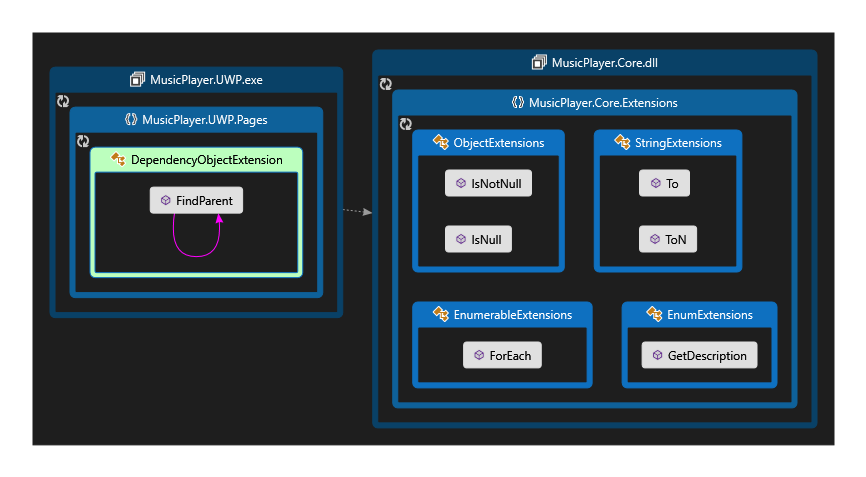 MusicPlayer.UWP.exe
MusicPlayer.UWP.Pages
DependencyObjectExtension
FindParent
MusicPlayer.Core.dll
MusicPlayer.Core.Extensions
ObjectExtensions
IsNotNull
IsNull
StringExtensions
To
ToN
EnumerableExtensions
ForEach
EnumExtensions
GetDescription